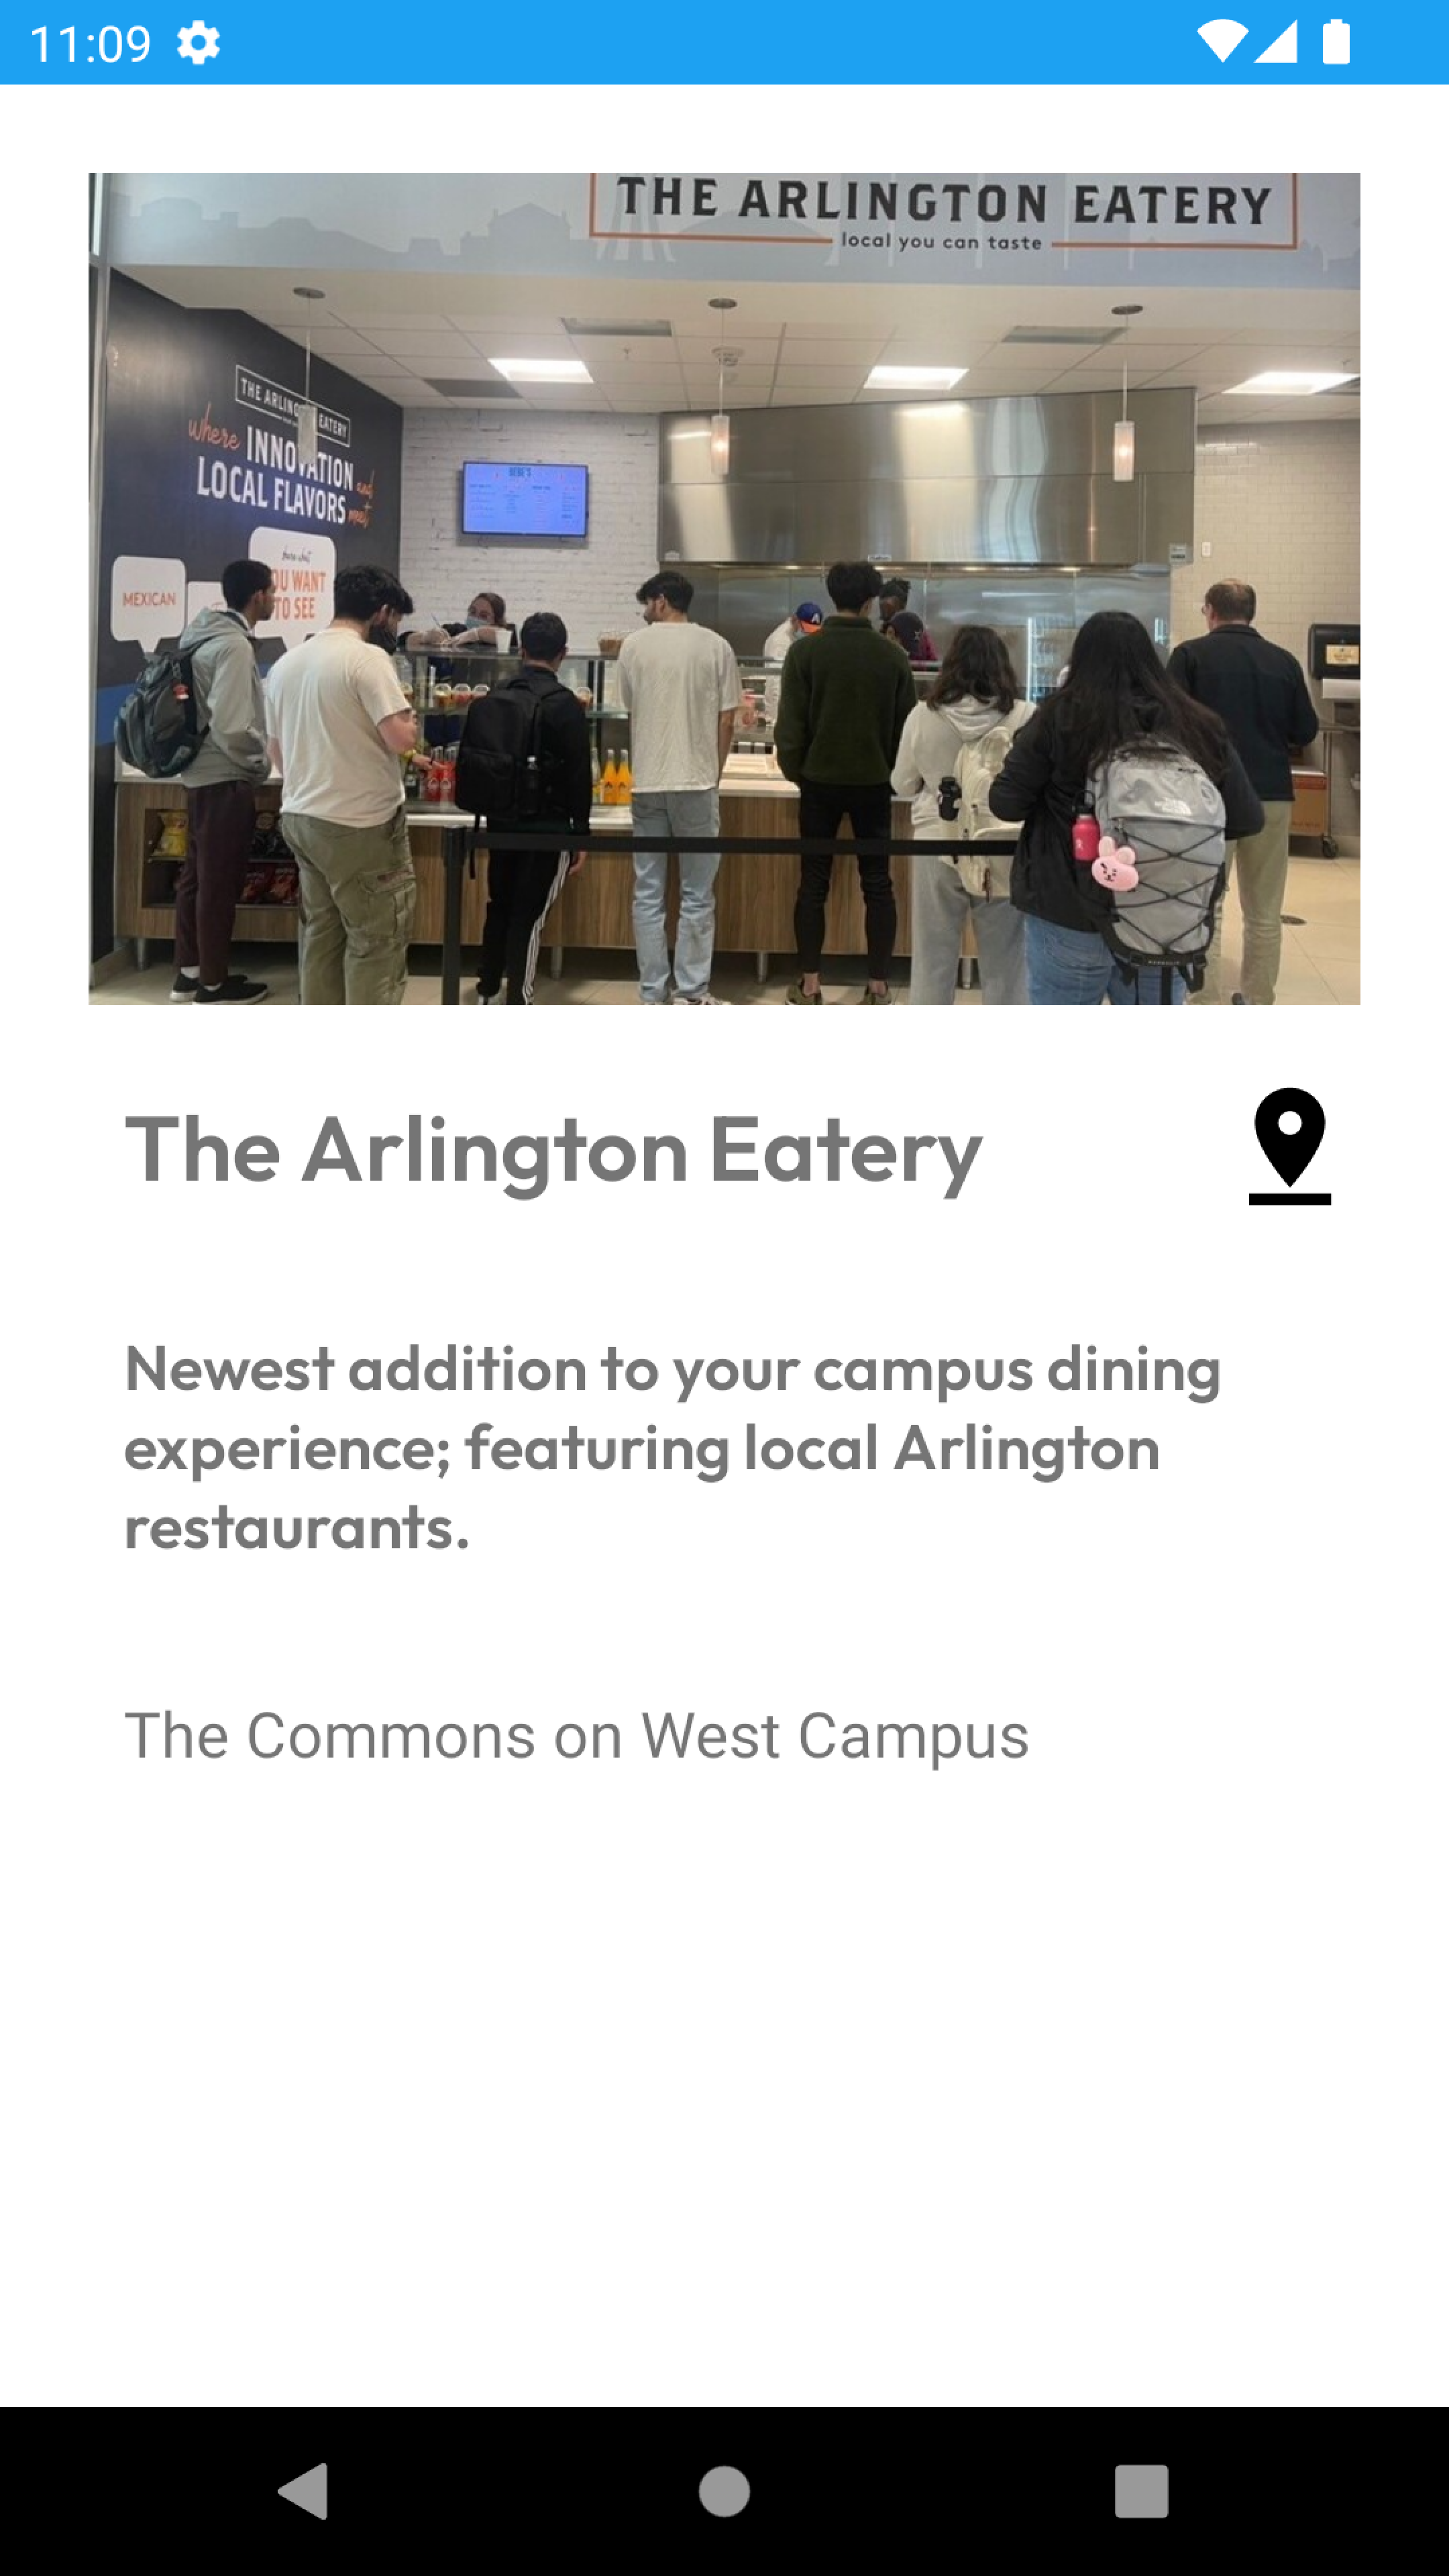 11:09
THE ARLINGTON EATERY
local you can taste
THE ARLINGTON EATERY
where INNOVATION and
LOCAL FLAVORS meet
YOU WANT
TO SEE
MEXICAN
The Arlington Eatery
Newest addition to your campus dining
experience; featuring local Arlington
restaurants.
The Commons on West Campus